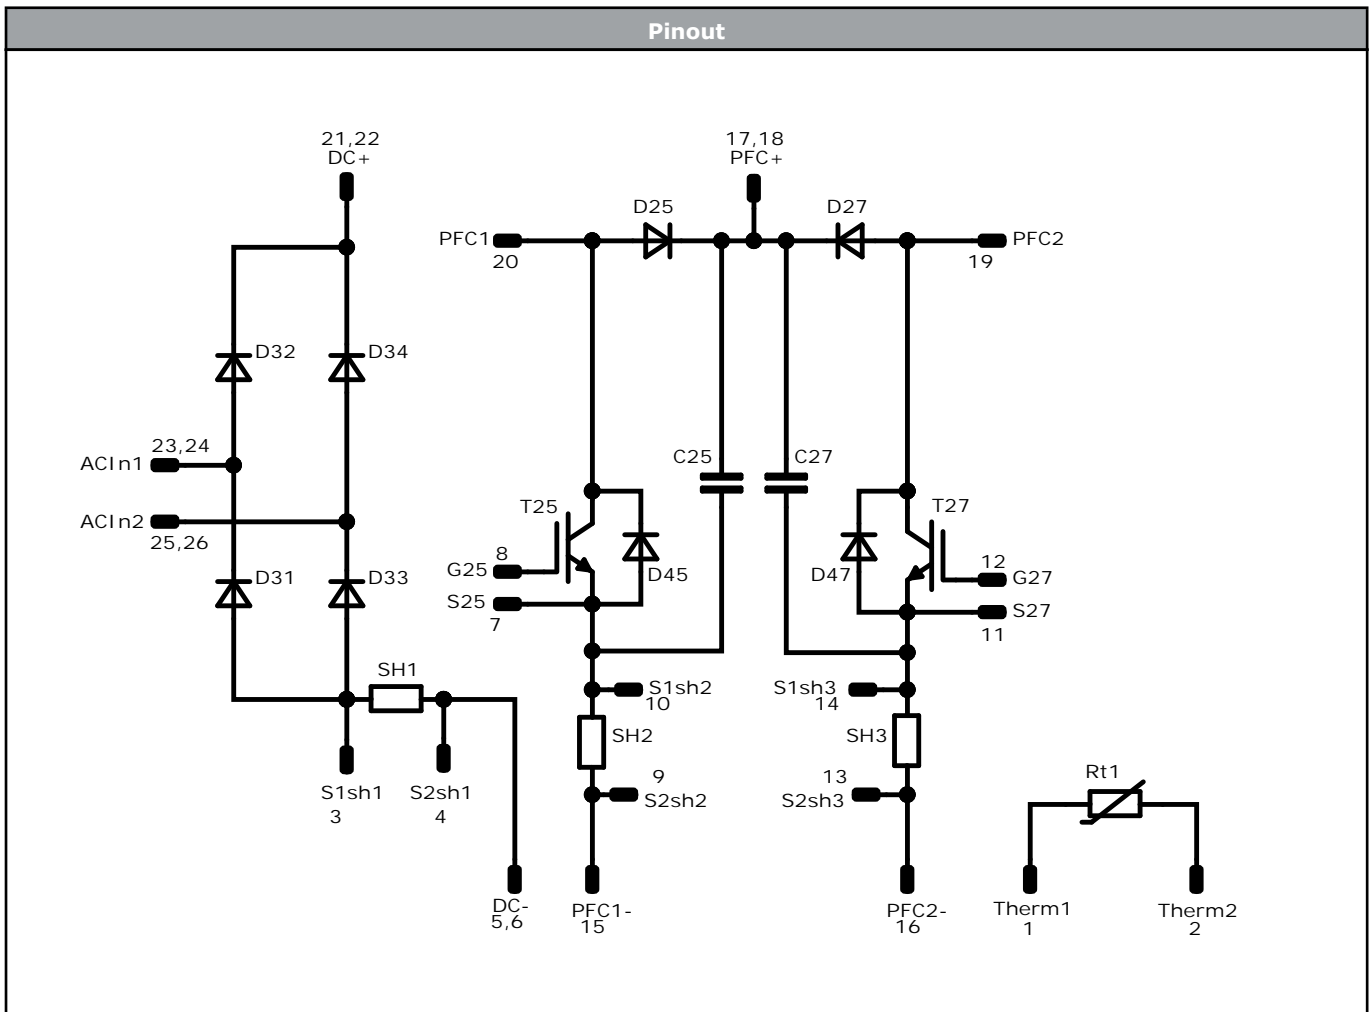 Pinout
21,22
DC+
17,18
PFC+
D25
D27
PFC1
20
PFC2
19
D32
D34
23,24
ACIn1
ACIn2
25,26
D31
D33
C25
C27
T25
T27
8
G25
S25
7
D45
D47
12
G27
S27
11
SH1
S1sh2
10
S1sh3
14
SH2
SH3
9
S2sh2
13
S2sh3
S1sh1
3
S2sh1
4
Rt1
DC-
5,6
PFC1-
15
PFC2-
16
Therm1
1
Therm2
2